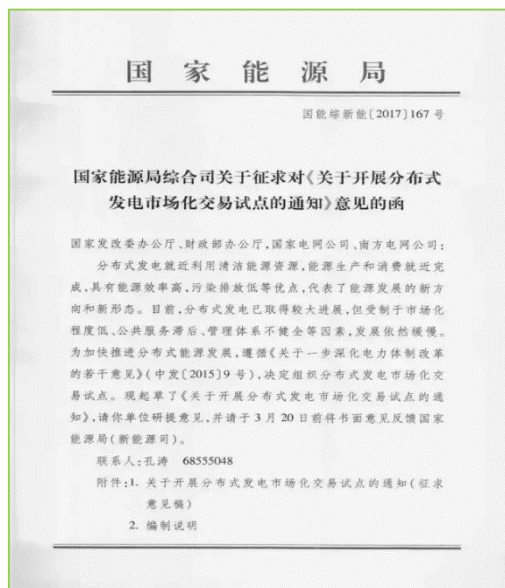 国家能源局
国能综新能〔2017〕167号
国家能源局综合司关于征求对《关于开展分布式
发电市场化交易试点的通知》意见的函
国家发改委办公厅、财政部办公厅,国家电网公司、南方电网公司:
分布式发电就近利用清洁能源资源,能源生产和消费就近完
成,具有能源效率高,污染排放低等优点,代表了能源发展的新方
向和新形态。目前,分布式发电已取得较大进展,但受制于市场化
程度低、公共服务滞后、管理体系不健全等因素,发展依然缓慢。
为加快推进分布式能源发展,遵循《关于一步深化电力体制改革
的若干意见》(中发〔2015〕9号),决定组织分布式发电市场化交
易试点。现起草了《关于开展分布式发电市场化交易试点的通
知》,请你单位研提意见,并请于3月20日前将书面意见反馈国家
能源局(新能源司)。
联系人:孔涛 68555048
附件:1. 关于开展分布式发电市场化交易试点的通知(征求
意见稿)
2. 编制说明